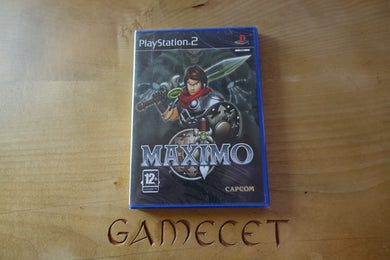 PlayStation 2
MAXIMO
12+
CAPCOM
GAMECET